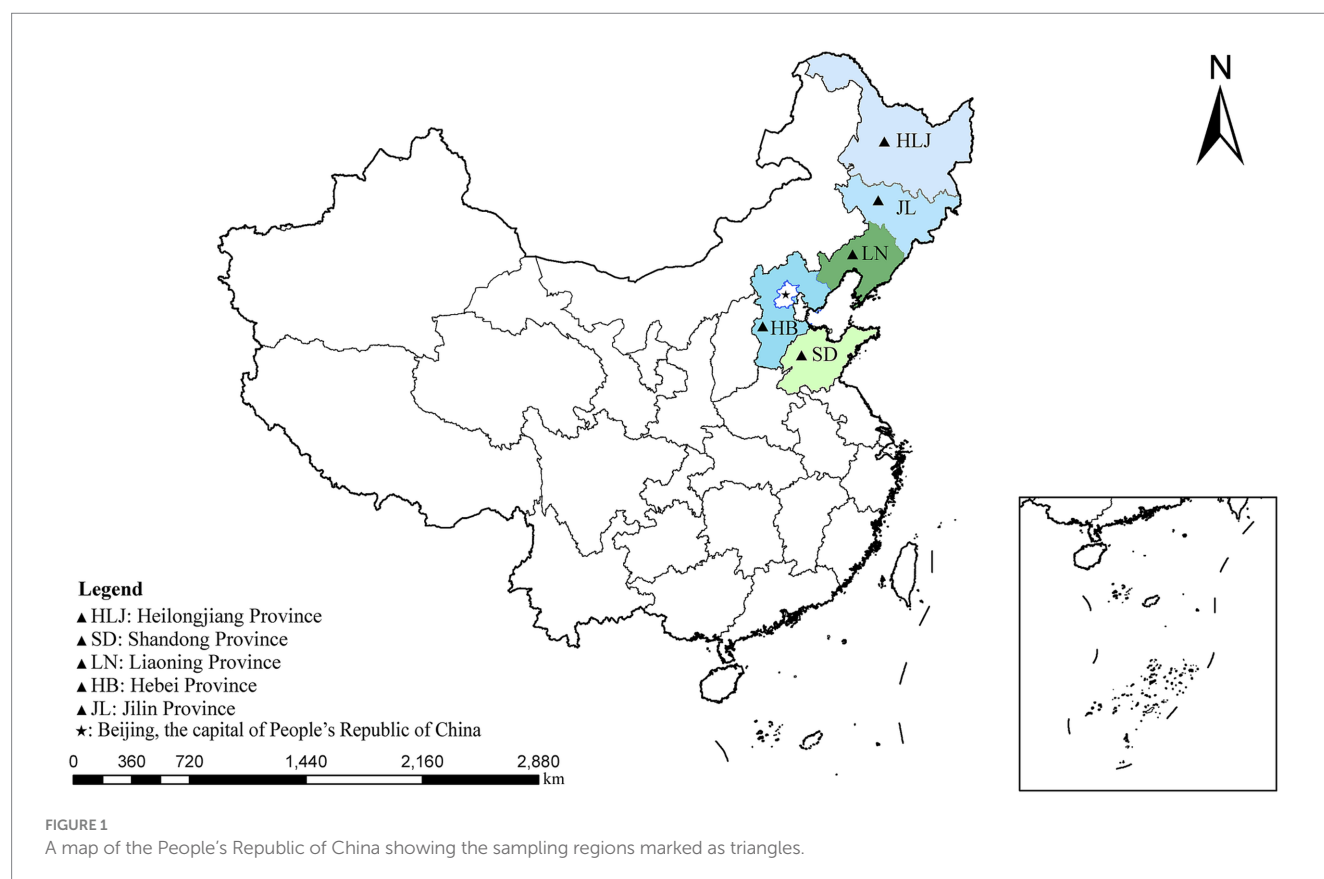 N
HLJ
JL
LN
HB
SD
Legend
▲HLJ: Heilongjiang Province
▲SD: Shandong Province
▲LN: Liaoning Province
▲HB: Hebei Province
▲JL: Jilin Province
★: Beijing, the capital of People's Republic of China
0 360 720 1,440 2,160 2,880
km
FIGURE 1
A map of the People's Republic of China showing the sampling regions marked as triangles.